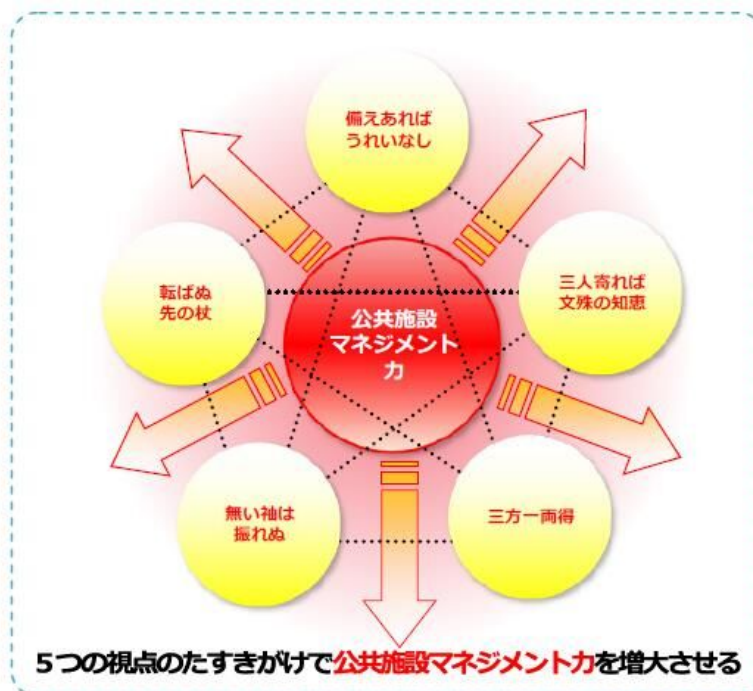 備えあれば
うれいなし
転ばぬ
先の杖
三人寄れば
文殊の知恵
公共施設
マネジメント
力
無い袖は
振れぬ
三方一両得
５つの視点のたすきがけで公共施設マネジメント力を増大させる